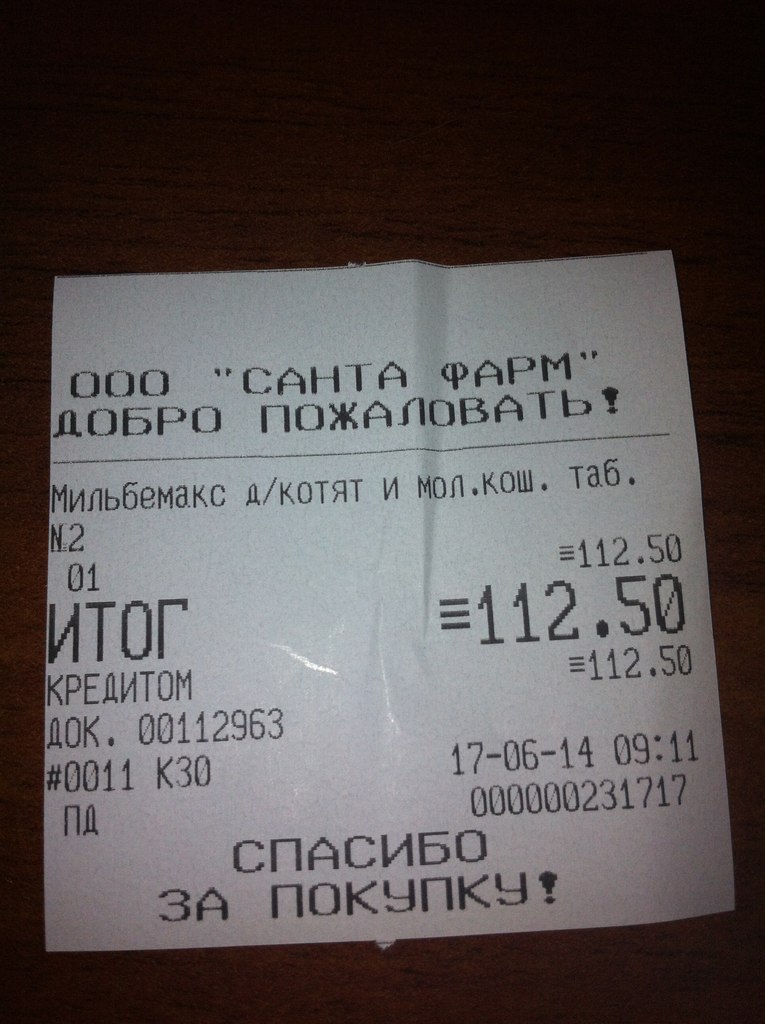 ООО "САНТА ФАРМ"
ДОБРО ПОЖАЛОВАТЬ!
Мильбемакс д/котят и мол.кош. таб.
№2
01 ≡112.50
ИТОГ ≡112.50
КРЕДИТОМ ≡112.50
ДОК. 00112963
#0011 К30 17-06-14 09:11
ПД 000000231717
СПАСИБО
ЗА ПОКУПКУ!